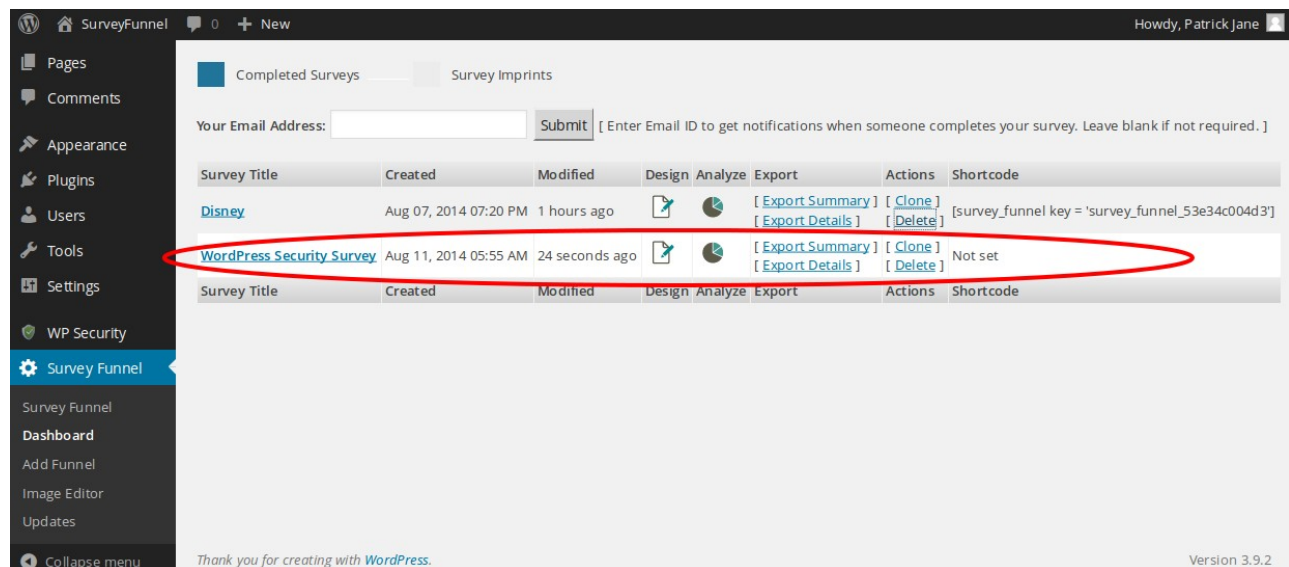 SurveyFunnel 0 + New Howdy, Patrick Jane
Pages
Comments
Appearance
Plugins
Users
Tools
Settings
WP Security
Survey Funnel
Survey Funnel
Dashboard
Add Funnel
Image Editor
Updates
Collapse menu
Completed Surveys Survey Imprints
Your Email Address: Submit [ Enter Email ID to get notifications when someone completes your survey. Leave blank if not required. ]
Survey Title Created Modified Design Analyze Export Actions Shortcode
Disney Aug 07, 2014 07:20 PM 1 hours ago [ Export Summary ] [ Clone ] [survey_funnel key = 'survey_funnel_53e34c004d3']
[ Export Details ] [ Delete ]
WordPress Security Survey Aug 11, 2014 05:55 AM 24 seconds ago [ Export Summary ] [ Clone ] Not set
[ Export Details ] [ Delete ]
Survey Title Created Modified Design Analyze Export Actions Shortcode
Thank you for creating with WordPress. Version 3.9.2